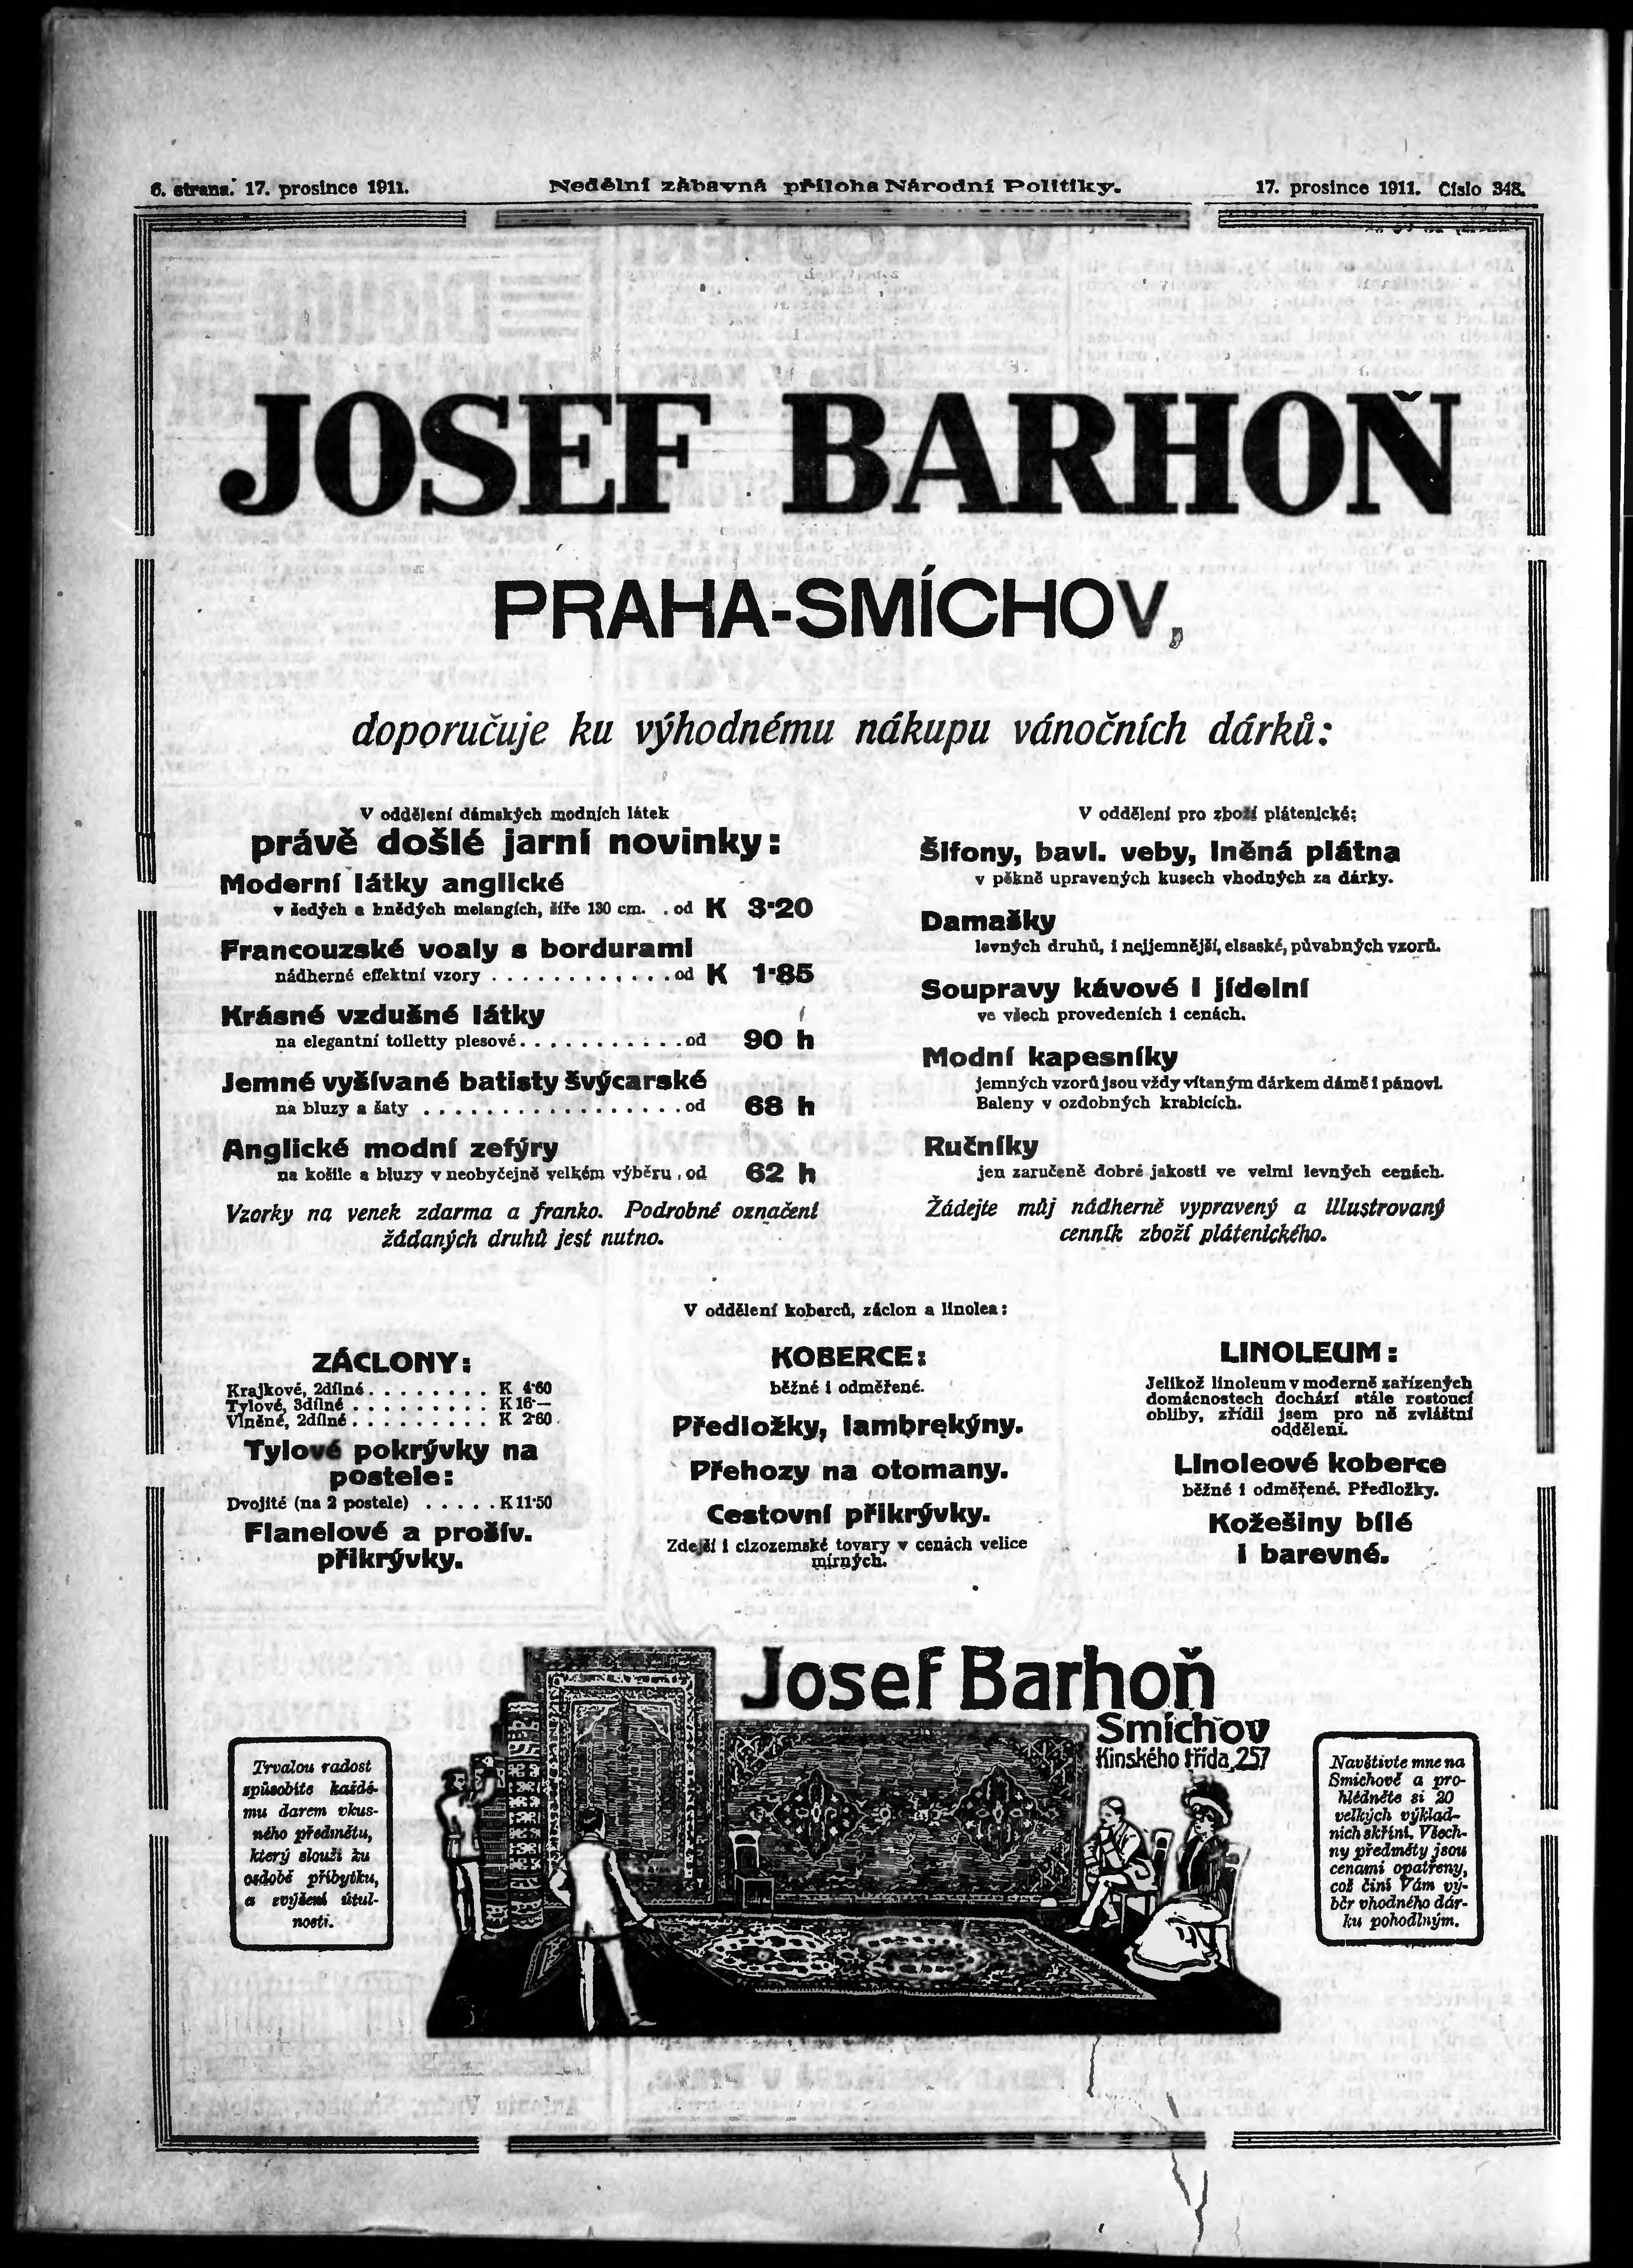 6. strana. 17. prosince 1911.
Nedělní zábavná příloha Národní Politiky.
17. prosince 1911. Číslo 348.
JOSEF BARHOŇ
PRAHA-SMÍCHOV,
doporučuje ku výhodnému nákupu vánočních dárků:
V oddělení dámských modních látek
právě došlé jarní novinky:
Moderní látky anglické
v šedých a hnědých melangích, šíře 130 cm. . od K 3·20
Francouzské voaly s bordurami
nádherné effektní vzory . . . . . . . . . . . . od K 1·85
Krásné vzdušné látky
na elegantní toiletty plesové. . . . . . . . . . . od 90 h
Jemné vyšívané batisty švýcarské
na bluzy a šaty . . . . . . . . . . . . . . . . . od 68 h
Anglické modní zefýry
na košile a bluzy v neobyčejně velkém výběru . od 62 h
Vzorky na venek zdarma a franko. Podrobné označení
žádaných druhů jest nutno.
V oddělení pro zboží plátenické:
Šifony, bavl. veby, lněná plátna
v pěkně upravených kusech vhodných za dárky.
Damašky
levných druhů, i nejjemnější, elsaské, půvabných vzorů.
Soupravy kávové i jídelní
ve všech provedeních i cenách.
Modní kapesníky
jemných vzorů jsou vždy vítaným dárkem dámě i pánovi.
Baleny v ozdobných krabicích.
Ručníky
jen zaručeně dobré jakosti ve velmi levných cenách.
Žádejte můj nádherně vypravený a illustrovaný
cenník zboží plátenického.
V oddělení koberců, záclon a linolea:
ZÁCLONY:
Krajkové, 2dílné . . . . . . . . K 4·60
Tylové, 3dílné . . . . . . . . . K 16·—
Vlněné, 2dílné . . . . . . . . . K 2·60
Tylové pokrývky na
postele:
Dvojité (na 2 postele) . . . . . K 11·50
Flanelové a prošív.
přikrývky.
KOBERCE:
běžné i odměřené.
Předložky, lambrekýny.
Přehozy na otomany.
Cestovní přikrývky.
Zdejší i cizozemské tovary v cenách velice
mírných.
LINOLEUM:
Jelikož linoleum v moderně zařízených
domácnostech dochází stále rostoucí
obliby, zřídil jsem pro ně zvláštní
oddělení.
Linoleové koberce
běžné i odměřené. Předložky.
Kožešiny bílé
i barevné.
Josef Barhoň
Smíchov
Kinského třída, 257
Trvalou radost
způsobíte každé-
mu darem vkus-
ného předmětu,
který slouží ku
ozdobě příbytku,
a zvýšení útul-
nosti.
Navštivte mne na
Smíchově a pro-
hlédněte si 20
velkých výklad-
ních skříní. Všech-
ny předměty jsou
cenami opatřeny,
což činí Vám vý-
běr vhodného dár-
ku pohodlným.